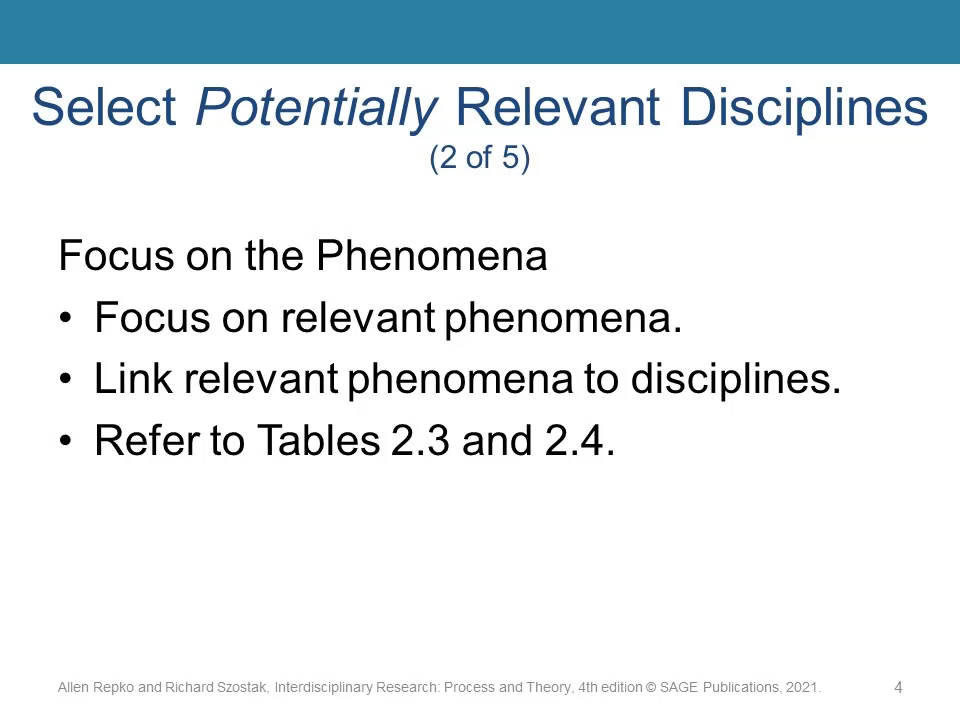 Select Potentially Relevant Disciplines
(2 of 5)
Focus on the Phenomena
• Focus on relevant phenomena.
• Link relevant phenomena to disciplines.
• Refer to Tables 2.3 and 2.4.
Allen Repko and Richard Szostak, Interdisciplinary Research: Process and Theory, 4th edition © SAGE Publications, 2021.
4